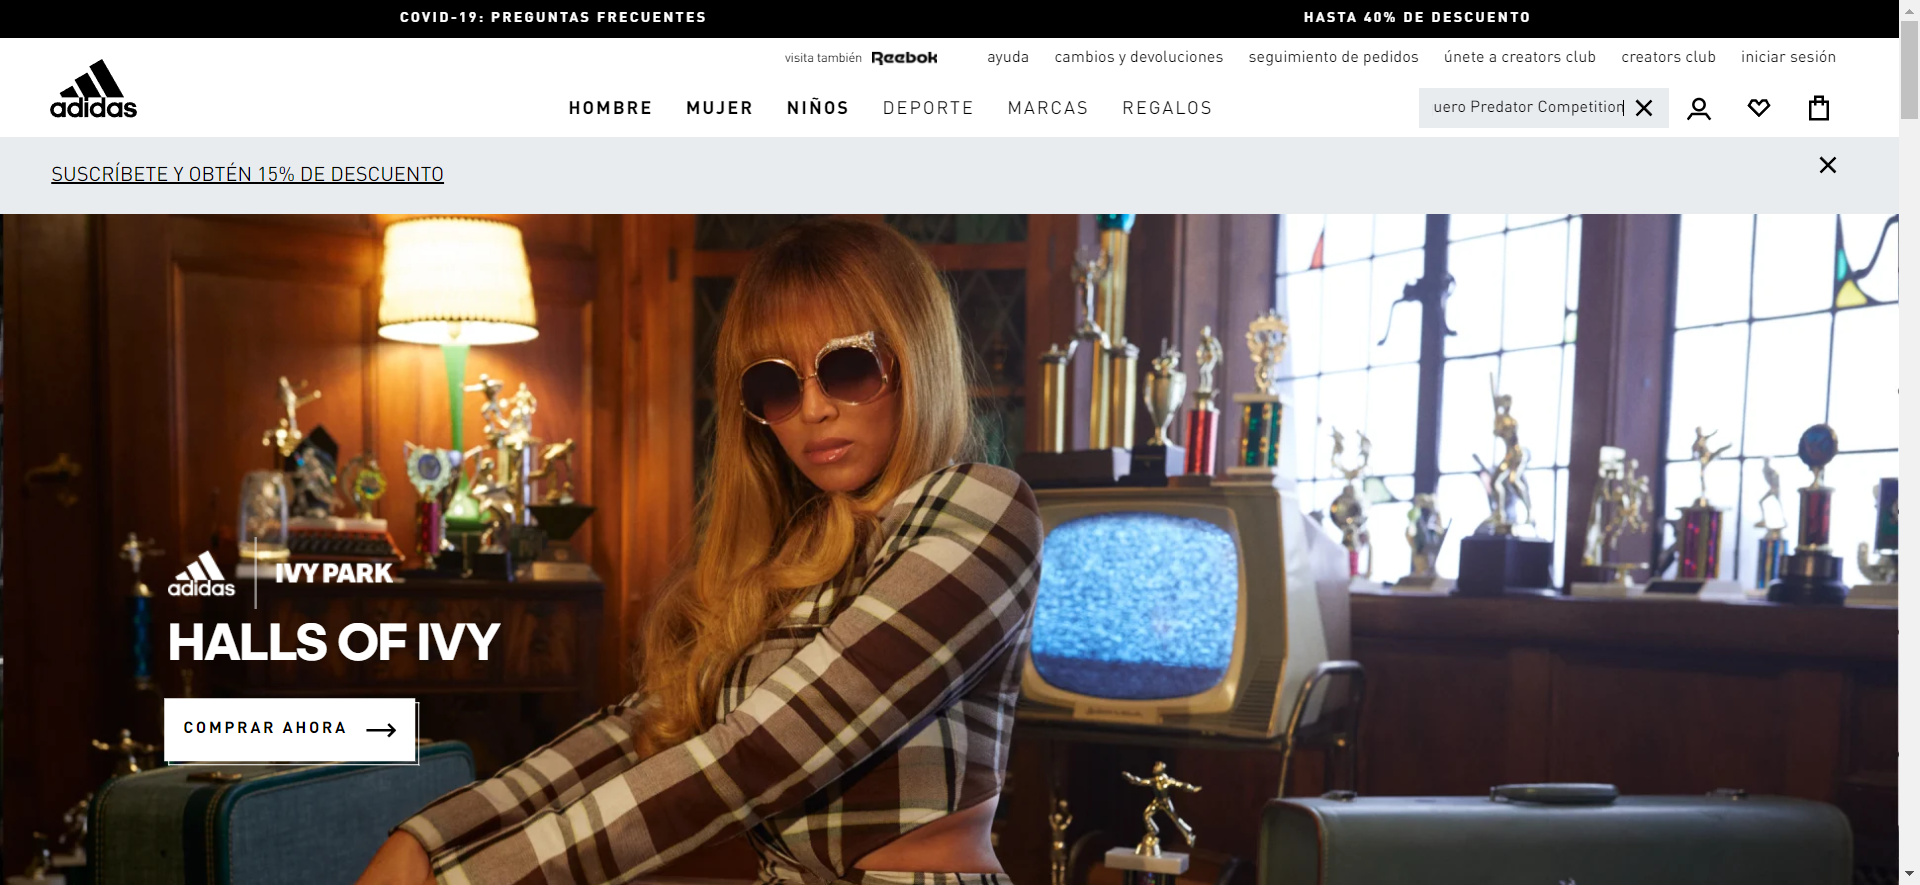 COVID-19: PREGUNTAS FRECUENTES
HASTA 40% DE DESCUENTO
visita también Reebok
ayuda
cambios y devoluciones
seguimiento de pedidos
únete a creators club
creators club
iniciar sesión
adidas
HOMBRE
MUJER
NIÑOS
DEPORTE
MARCAS
REGALOS
uero Predator Competition
SUSCRÍBETE Y OBTÉN 15% DE DESCUENTO
adidas
IVY PARK
HALLS OF IVY
COMPRAR AHORA